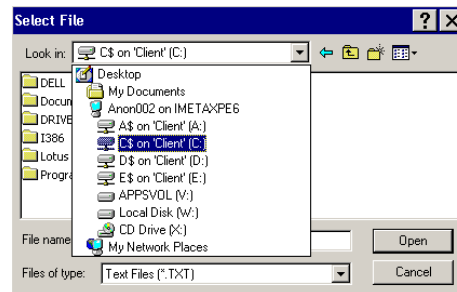 Select File
Look in: C$ on 'Client' (C:)
Desktop
DELL
My Documents
Docum
Anon002 on IMETAXPE6
DRIVE
A$ on 'Client' (A:)
I386
C$ on 'Client' (C:)
Lotus
D$ on 'Client' (D:)
Progra
E$ on 'Client' (E:)
APPSVOL (V:)
Local Disk (W:)
CD Drive (X:)
File name
My Network Places
Open
Files of type: Text Files (*.TXT)
Cancel